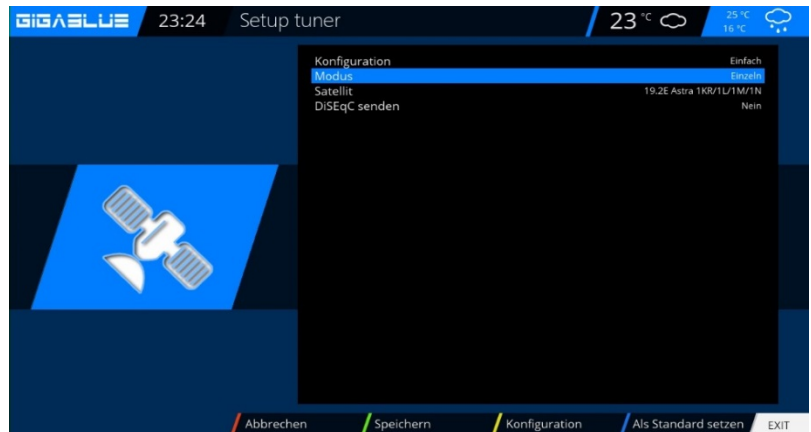 GIGABLUE 23:24 Setup tuner 23 °C 25 °C
16 °C
Konfiguration Einfach
Modus Einzeln
Satellit 19.2E Astra 1KR/1L/1M/1N
DiSEqC senden Nein
Abbrechen Speichern Konfiguration Als Standard setzen EXIT